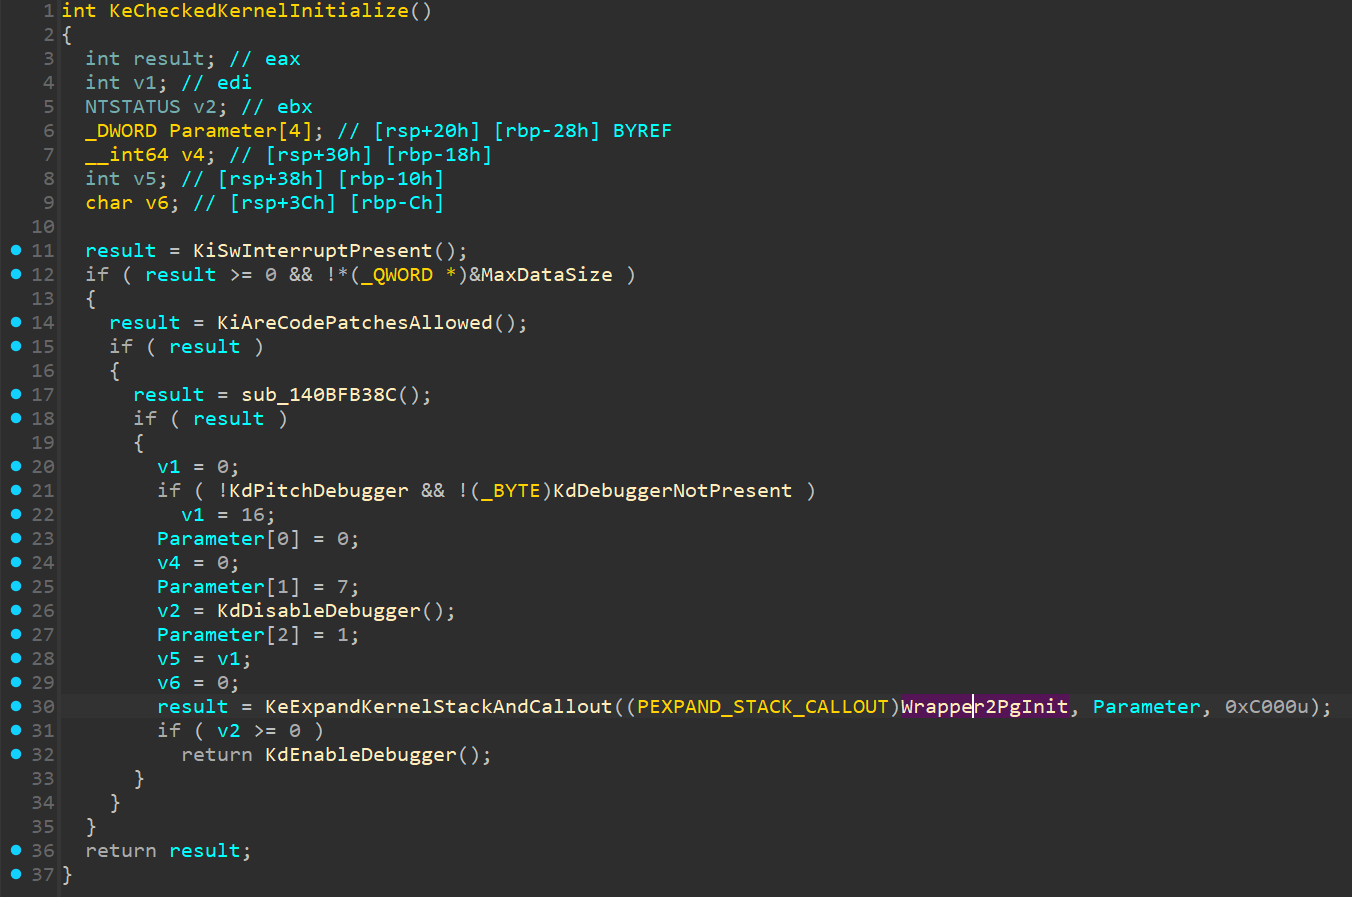 1 int KeCheckedKernelInitialize()
2 {
3   int result; // eax
4   int v1; // edi
5   NTSTATUS v2; // ebx
6   _DWORD Parameter[4]; // [rsp+20h] [rbp-28h] BYREF
7   __int64 v4; // [rsp+30h] [rbp-18h]
8   int v5; // [rsp+38h] [rbp-10h]
9   char v6; // [rsp+3Ch] [rbp-Ch]
10
11   result = KiSwInterruptPresent();
12   if ( result >= 0 && !*(_QWORD *)&MaxDataSize )
13   {
14     result = KiAreCodePatchesAllowed();
15     if ( result )
16     {
17       result = sub_140BFB38C();
18       if ( result )
19       {
20         v1 = 0;
21         if ( !KdPitchDebugger && !(_BYTE)KdDebuggerNotPresent )
22           v1 = 16;
23         Parameter[0] = 0;
24         v4 = 0;
25         Parameter[1] = 7;
26         v2 = KdDisableDebugger();
27         Parameter[2] = 1;
28         v5 = v1;
29         v6 = 0;
30         result = KeExpandKernelStackAndCallout((PEXPAND_STACK_CALLOUT)Wrapper2PgInit, Parameter, 0xC000u);
31         if ( v2 >= 0 )
32           return KdEnableDebugger();
33       }
34     }
35   }
36   return result;
37 }